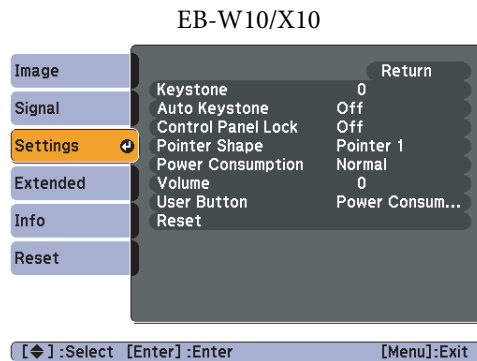 EB-W10/X10
Image
Signal
Settings
Extended
Info
Reset
Return
Keystone 0
Auto Keystone Off
Control Panel Lock Off
Pointer Shape Pointer 1
Power Consumption Normal
Volume 0
User Button Power Consum...
Reset
[◆] :Select [Enter] :Enter [Menu]:Exit